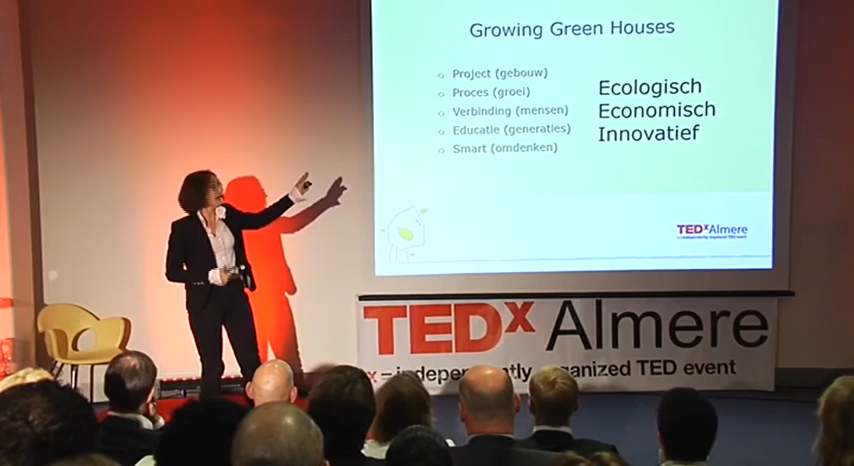 Growing Green Houses
Project (gebouw)
Proces (groei)
Verbinding (mensen)
Educatie (generaties)
Smart (omdenken)
Ecologisch
Economisch
Innovatief
TEDxAlmere
TEDx Almere
x = independently organized TED event